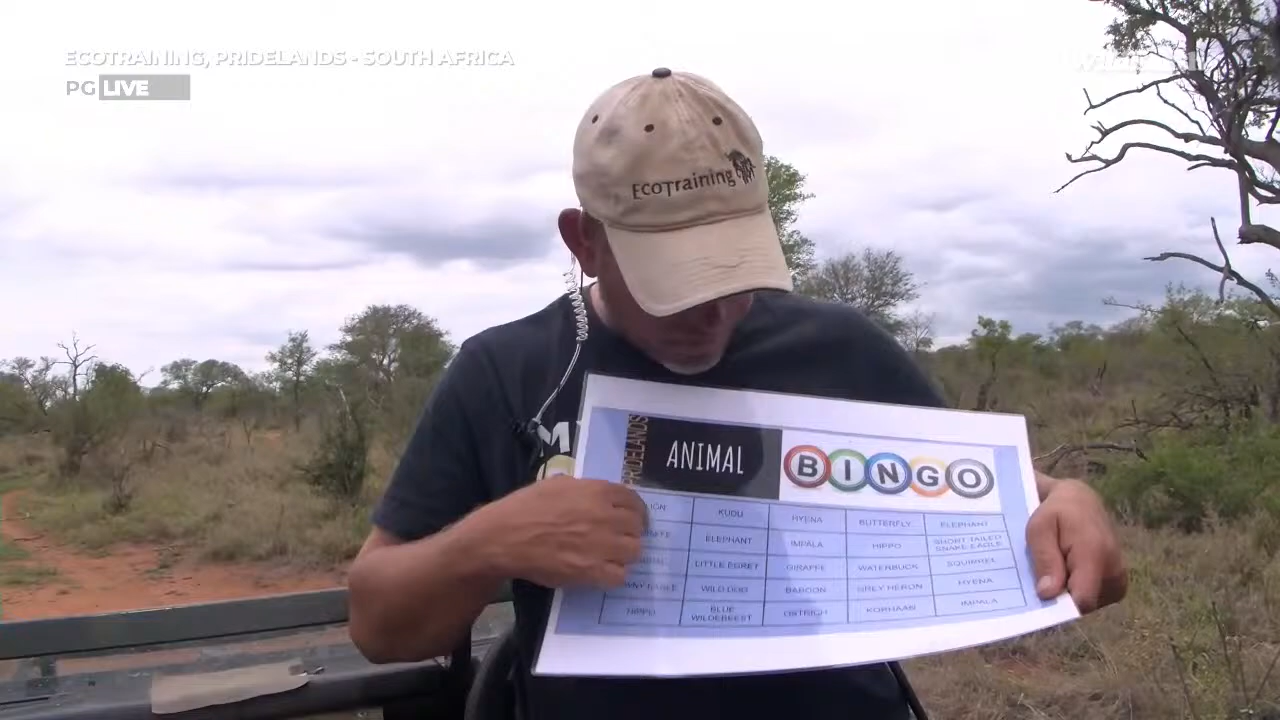 ECOTRAINING, PRIDELANDS - SOUTH AFRICA
PG LIVE
EcoTraining
PRIDELANDS ANIMAL BINGO
KUDU HYENA BUTTERFLY ELEPHANT
ELEPHANT IMPALA HIPPO SHORT TAILED SNAKE EAGLE
LITTLE EGRET GIRAFFE WATERBUCK SQUIRREL
WILD DOG BABOON GREY HERON HYENA
HIPPO BLUE WILDEBEEST OSTRICH KORHAAN IMPALA